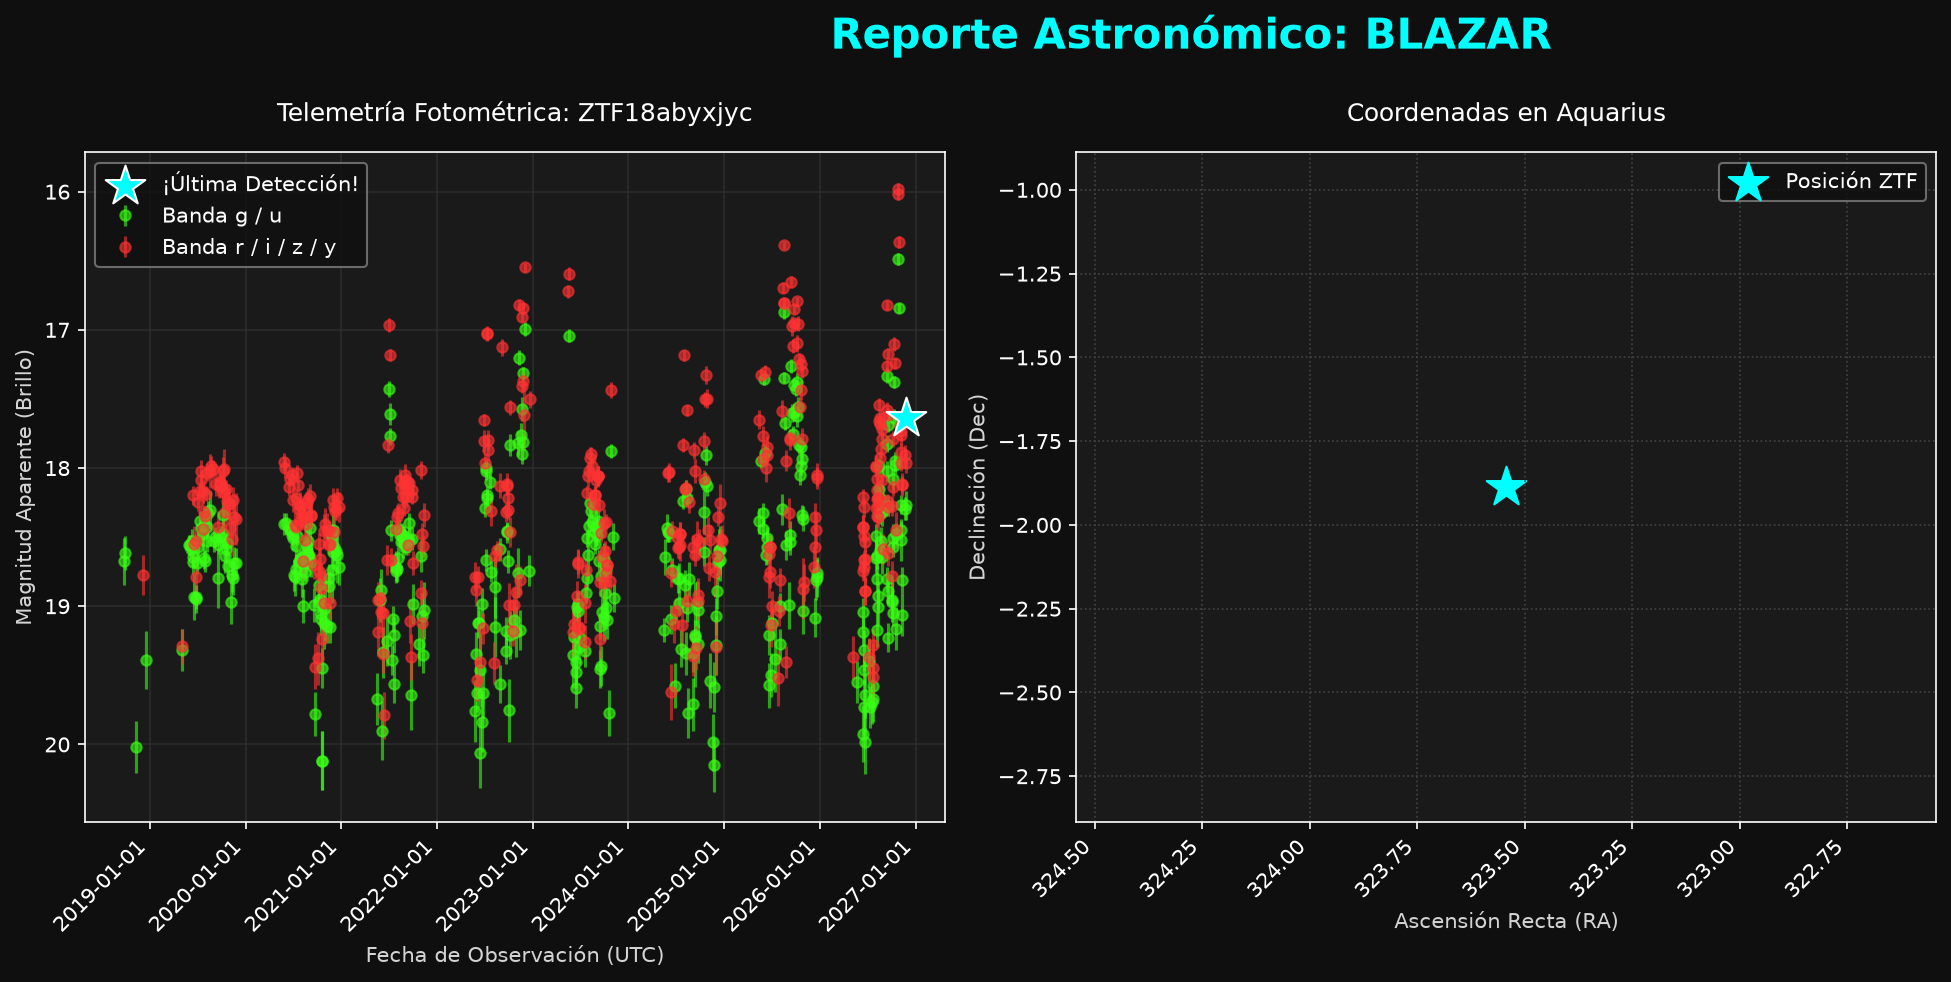 Reporte Astronómico: BLAZAR
Telemetría Fotométrica: ZTF18abyxjyc
¡Última Detección!
Banda g / u
Banda r / i / z / y
Magnitud Aparente (Brillo)
16
17
18
19
20
2019-01-01
2020-01-01
2021-01-01
2022-01-01
2023-01-01
2024-01-01
2025-01-01
2026-01-01
2027-01-01
Fecha de Observación (UTC)
Coordenadas en Aquarius
Posición ZTF
Declinación (Dec)
−1.00
−1.25
−1.50
−1.75
−2.00
−2.25
−2.50
−2.75
324.50
324.25
324.00
323.75
323.50
323.25
323.00
322.75
Ascensión Recta (RA)